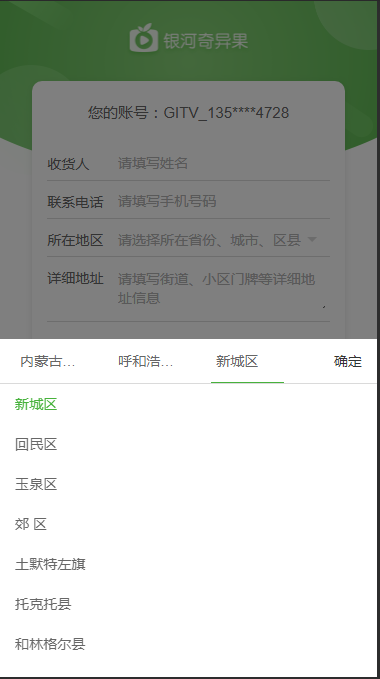 银河奇异果
您的账号：GITV_135****4728
收货人 请填写姓名
联系电话 请填写手机号码
所在地区 请选择所在省份、城市、区县
详细地址 请填写街道、小区门牌等详细地
址信息
内蒙古... 呼和浩... 新城区 确定
新城区
回民区
玉泉区
郊 区
土默特左旗
托克托县
和林格尔县